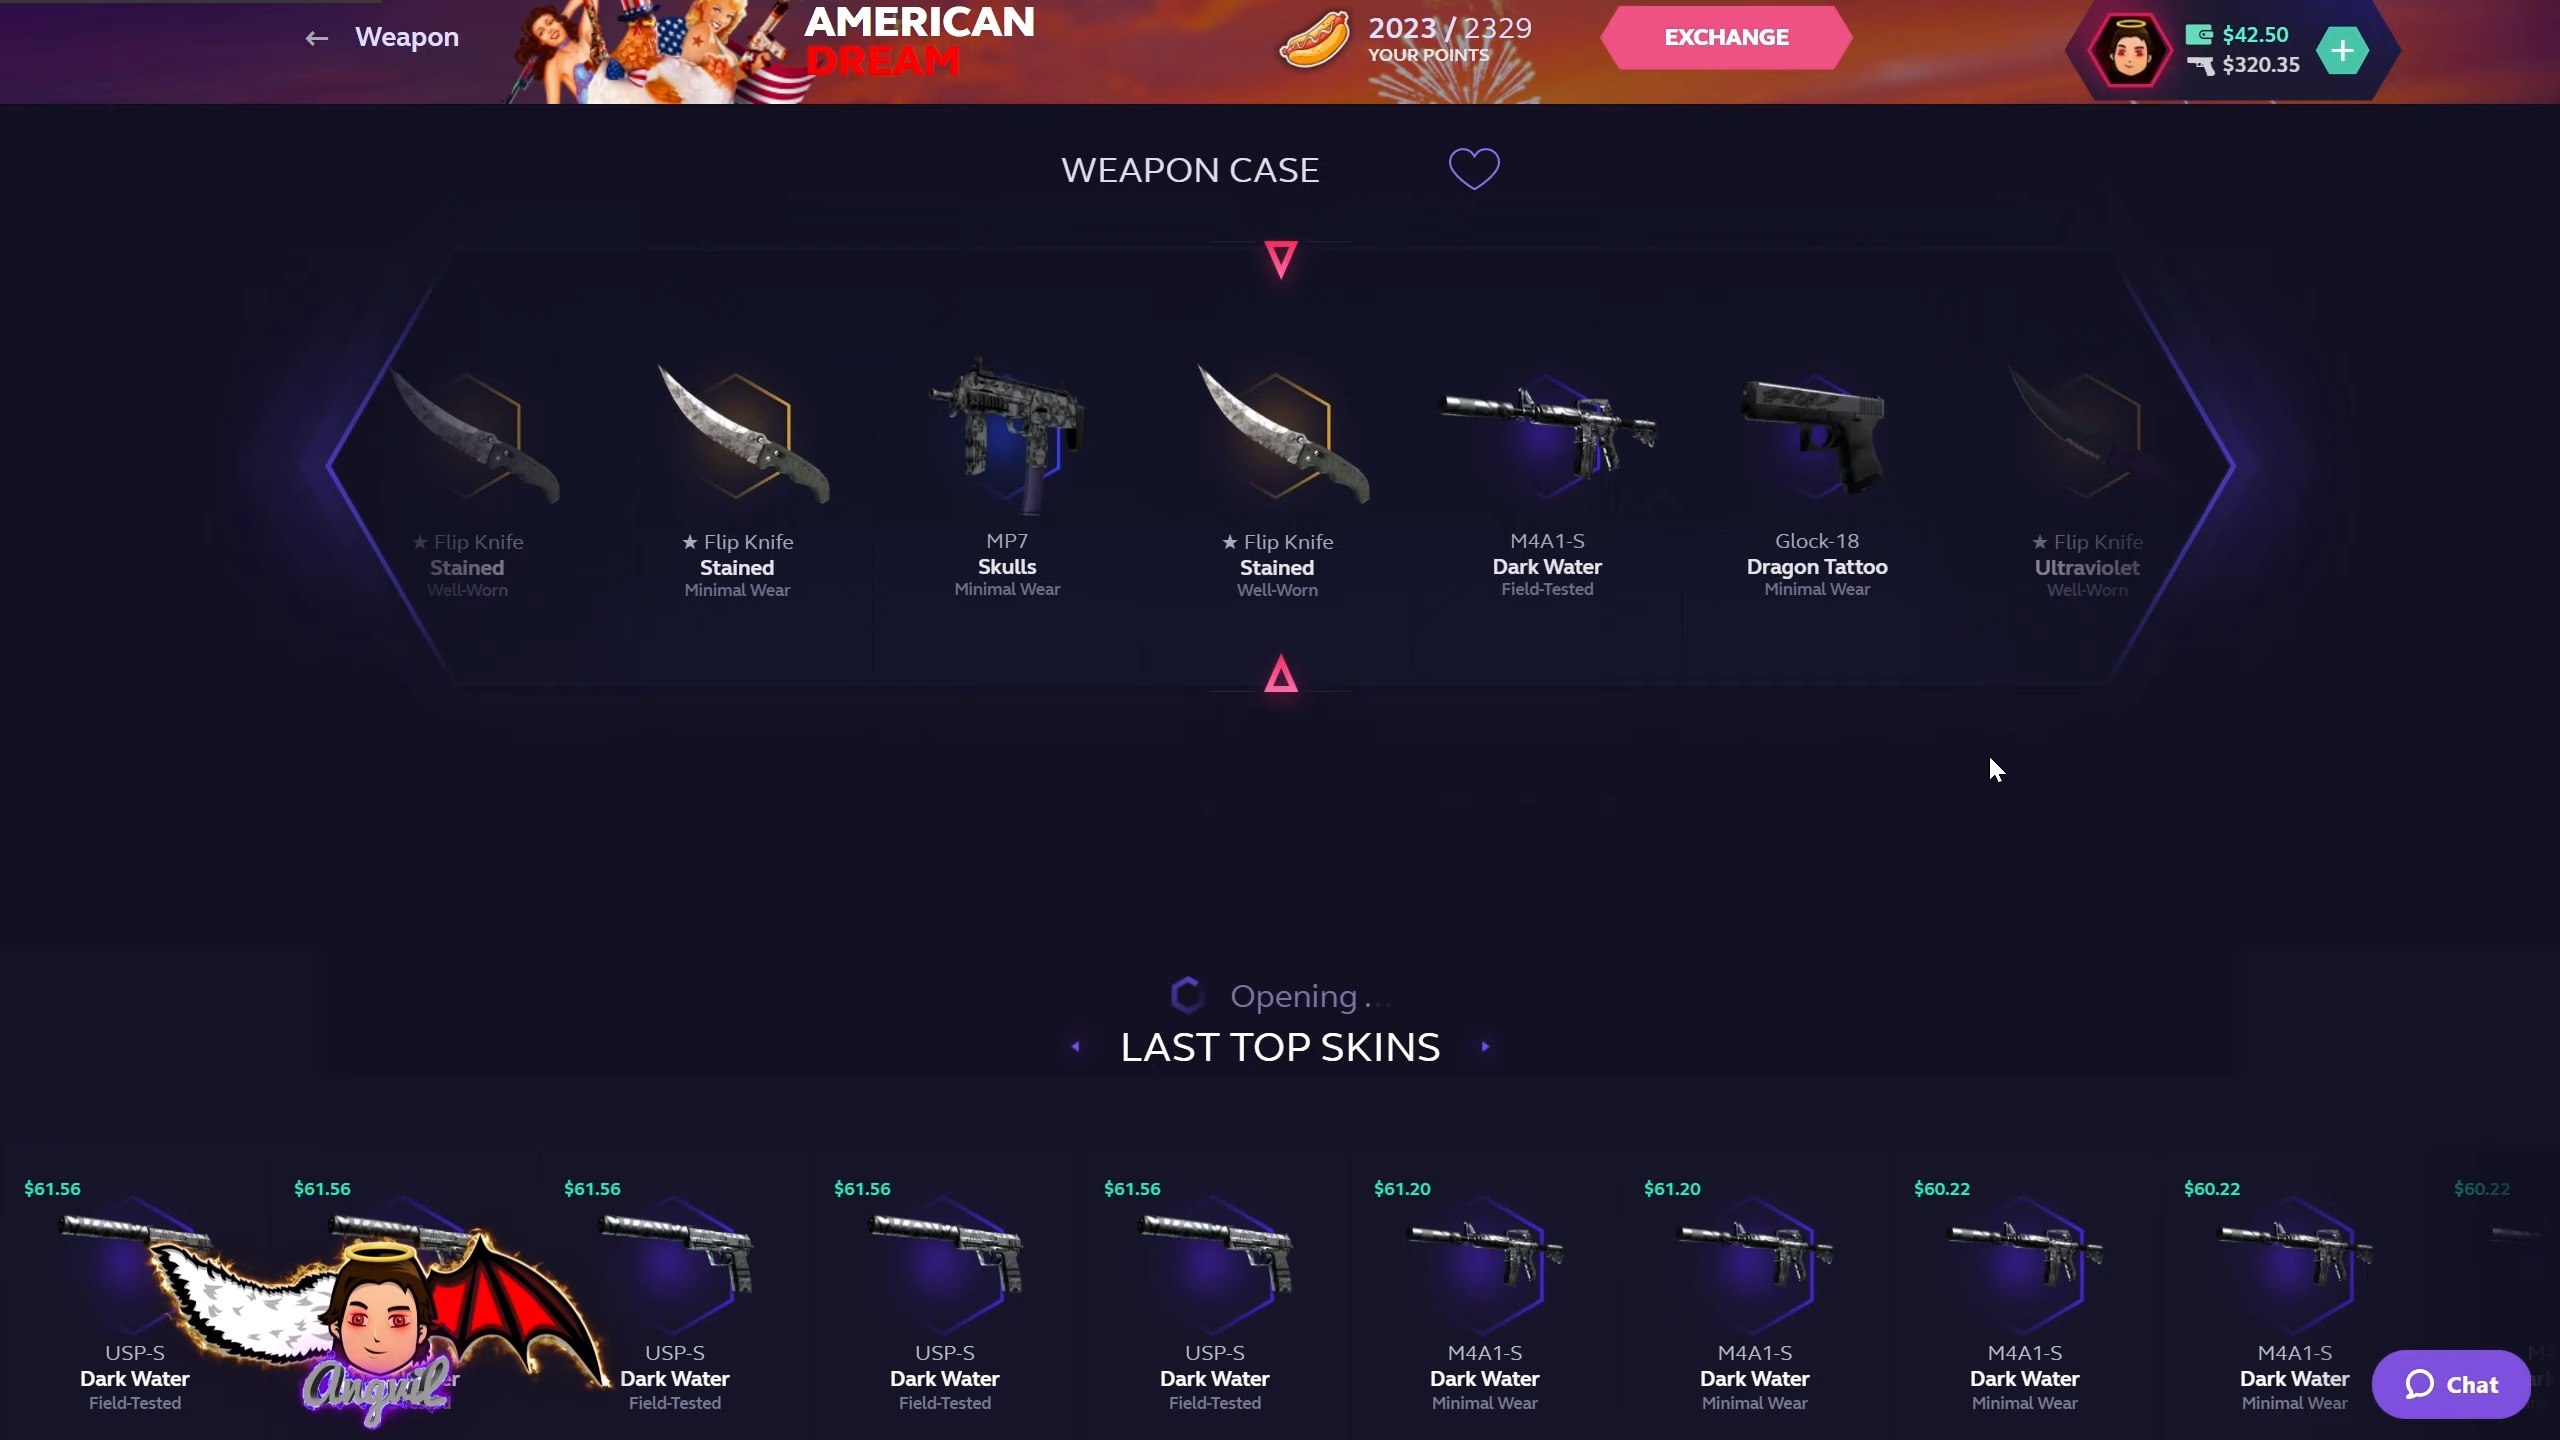 ← Weapon
AMERICAN
DREAM
2023 / 2329
YOUR POINTS
EXCHANGE
$42.50
$320.35
WEAPON CASE
★ Flip Knife
Stained
Well-Worn
★ Flip Knife
Stained
Minimal Wear
MP7
Skulls
Minimal Wear
★ Flip Knife
Stained
Well-Worn
M4A1-S
Dark Water
Field-Tested
Glock-18
Dragon Tattoo
Minimal Wear
★ Flip Knife
Ultraviolet
Well-Worn
Opening ...
LAST TOP SKINS
$61.56
USP-S
Dark Water
Field-Tested
$61.56
Angvil
$61.56
USP-S
Dark Water
Field-Tested
$61.56
USP-S
Dark Water
Field-Tested
$61.56
USP-S
Dark Water
Field-Tested
$61.20
M4A1-S
Dark Water
Minimal Wear
$61.20
M4A1-S
Dark Water
Minimal Wear
$60.22
M4A1-S
Dark Water
Minimal Wear
$60.22
M4A1-S
Dark Water
Minimal Wear
$60.22
Chat